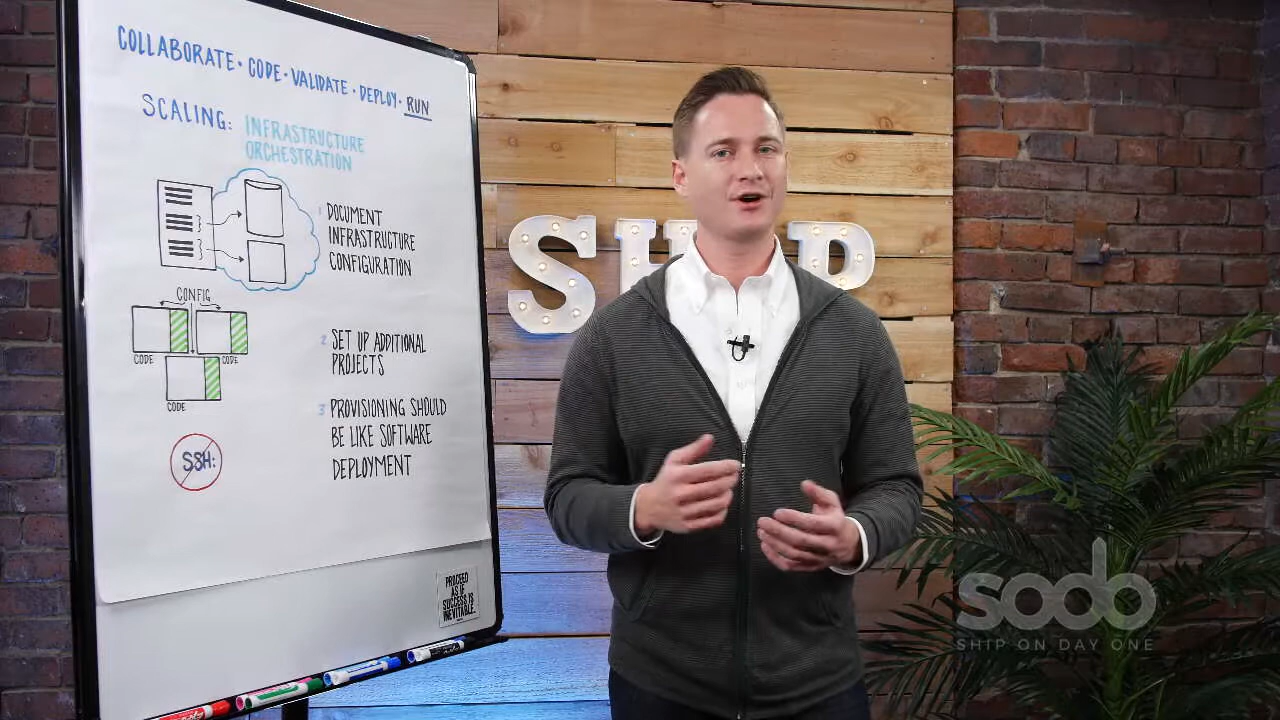 COLLABORATE • CODE • VALIDATE • DEPLOY • RUN
SCALING: INFRASTRUCTURE
ORCHESTRATION
1 DOCUMENT
INFRASTRUCTURE
CONFIGURATION
CONFIG
CODE
CODE
CODE
2 SET UP ADDITIONAL
PROJECTS
3 PROVISIONING SHOULD
BE LIKE SOFTWARE
DEPLOYMENT
SSH:
PROCEED
AS IF
SUCCESS IS
INEVITABLE.
SHIP
sodo
SHIP ON DAY ONE